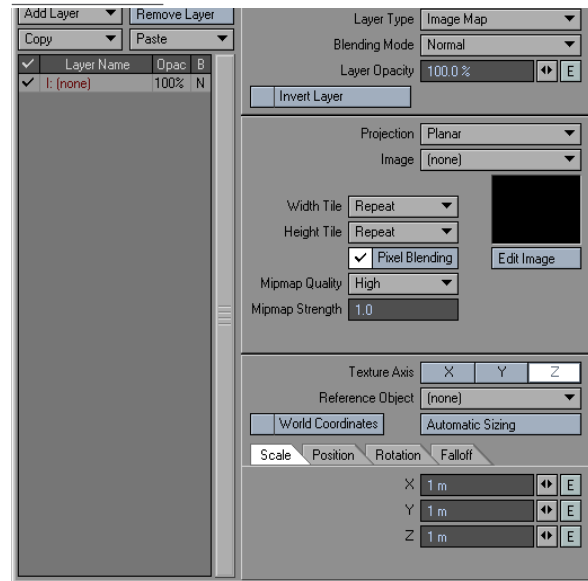 Add Layer Remove Layer
Copy Paste
Layer Name Opac B
I: (none) 100% N
Layer Type Image Map
Blending Mode Normal
Layer Opacity 100.0 % E
Invert Layer
Projection Planar
Image (none)
Width Tile Repeat
Height Tile Repeat
Pixel Blending Edit Image
Mipmap Quality High
Mipmap Strength 1.0
Texture Axis X Y Z
Reference Object (none)
World Coordinates Automatic Sizing
Scale Position Rotation Falloff
X 1 m E
Y 1 m E
Z 1 m E